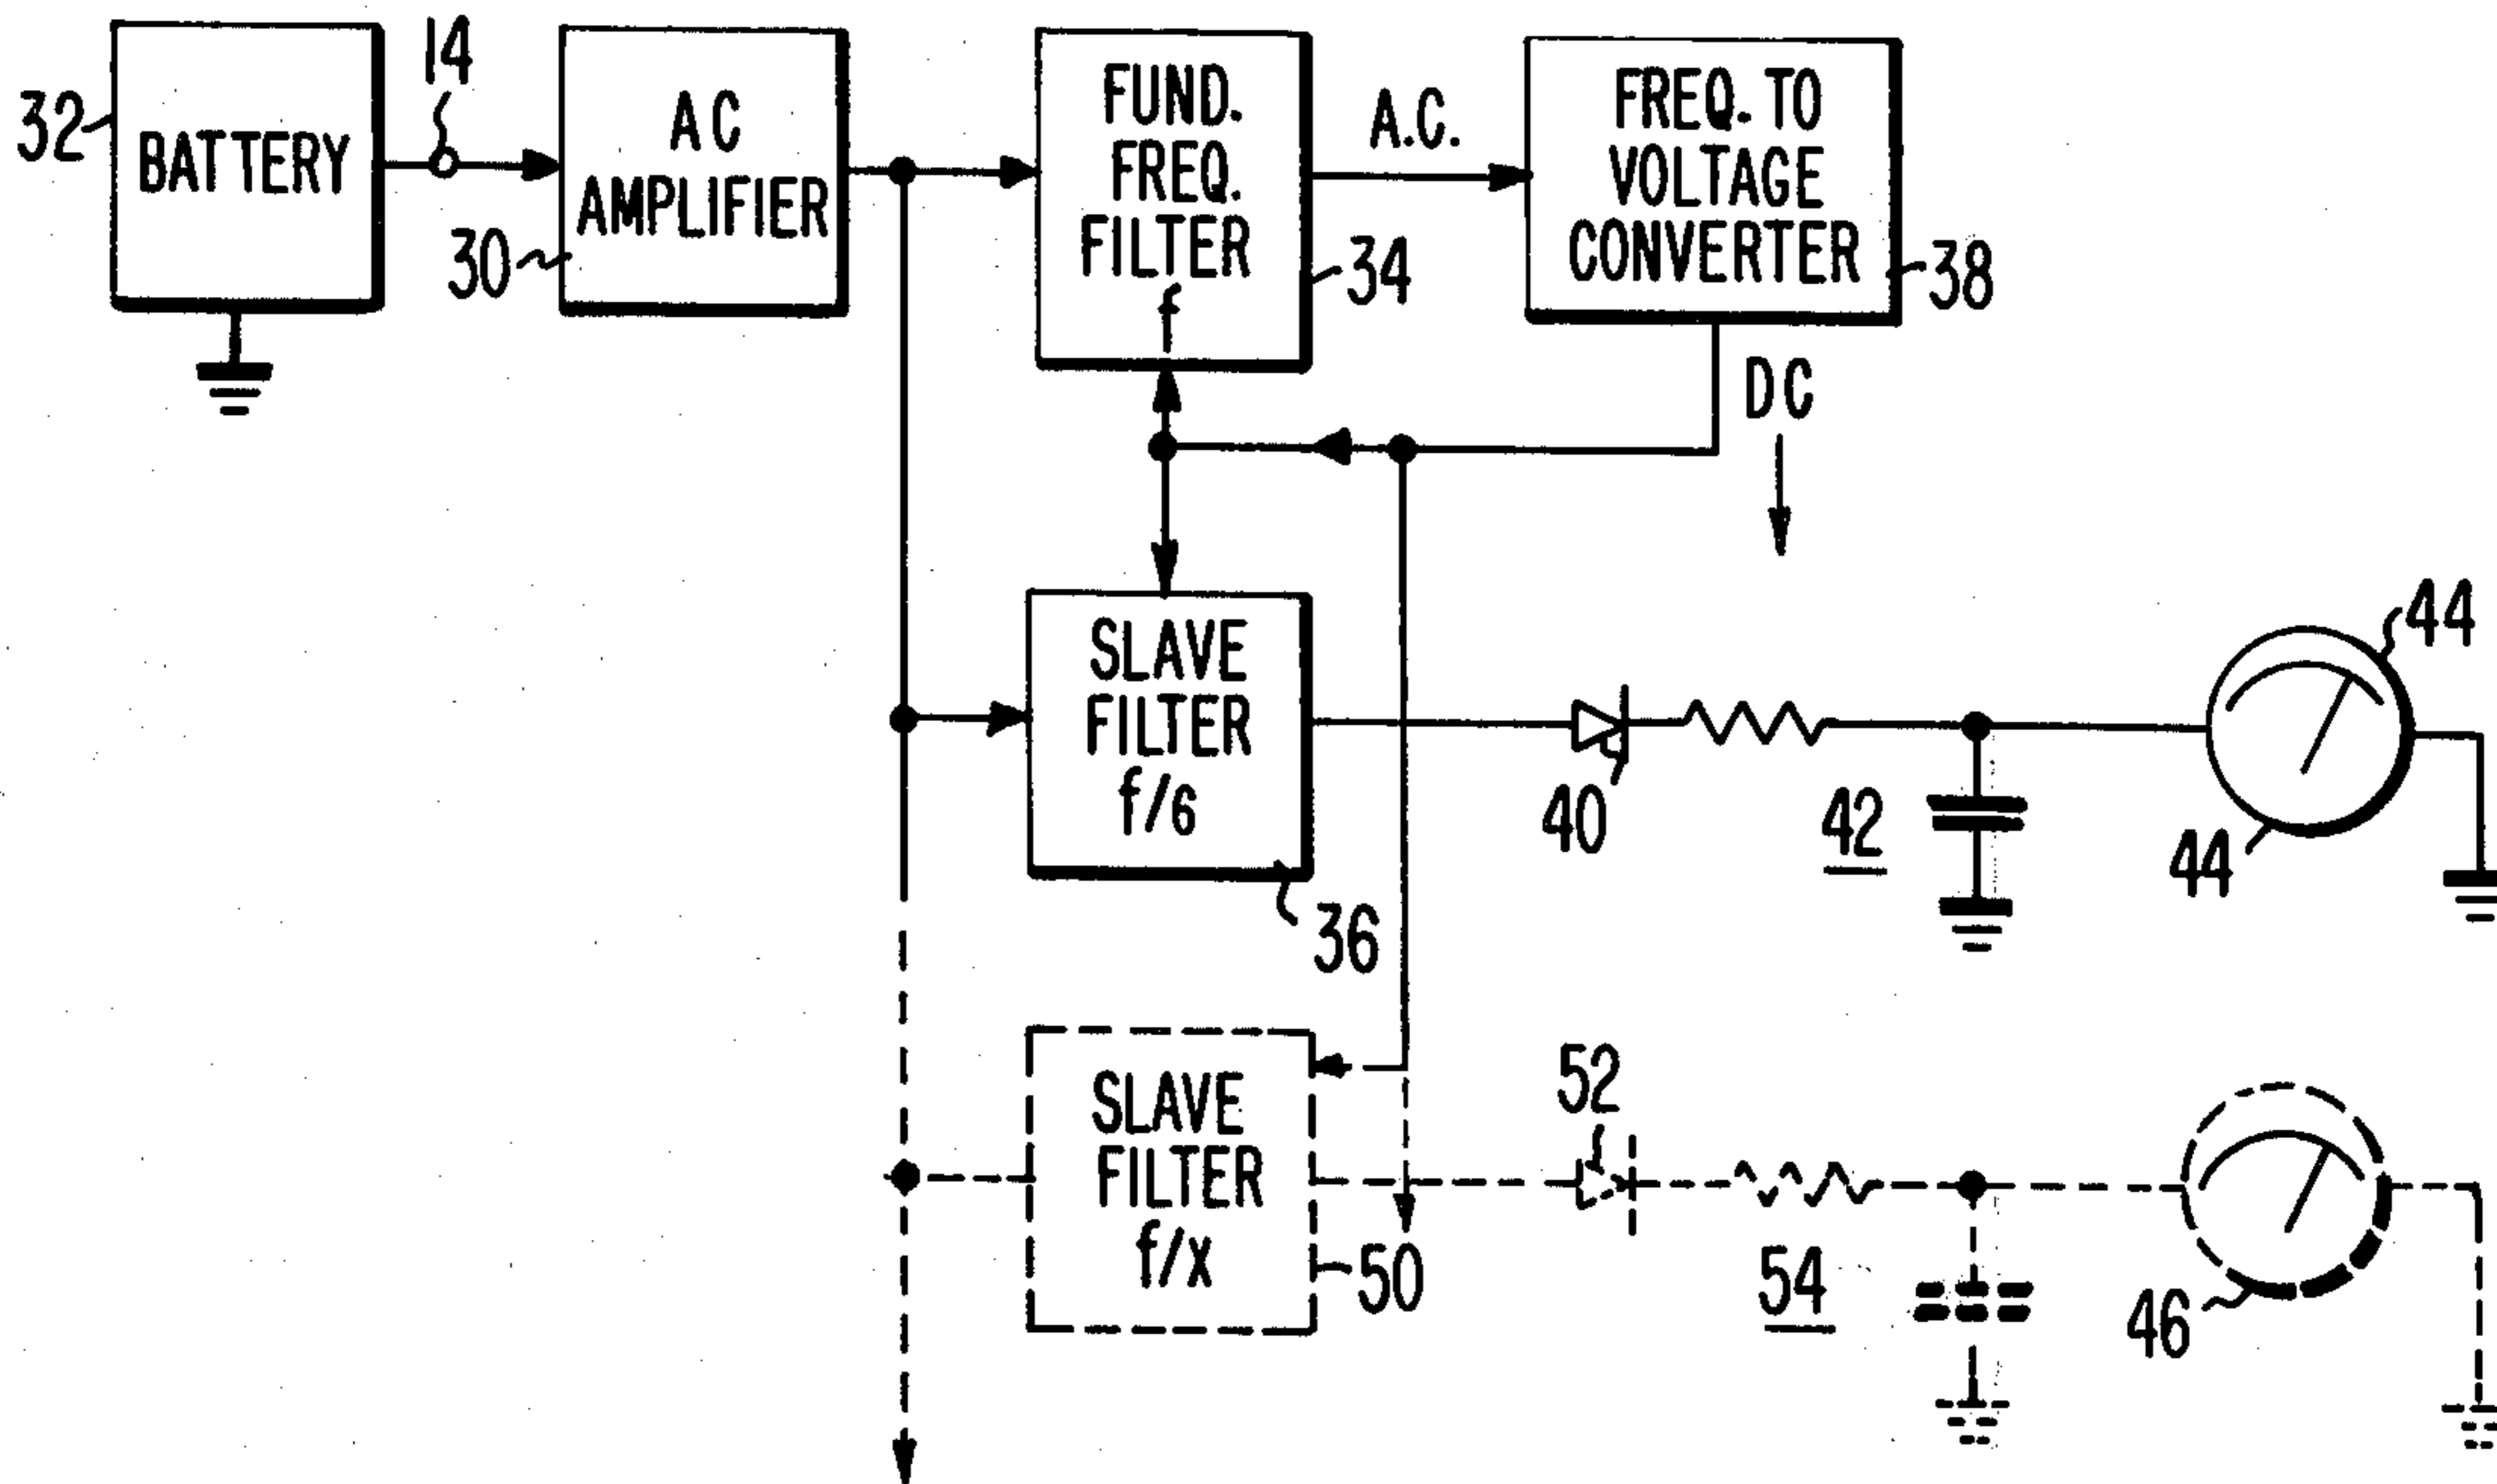 32
BATTERY
14
AC
AMPLIFIER
30
FUND.
FREQ.
FILTER
f
34
A.C.
FREQ. TO
VOLTAGE
CONVERTER
38
DC
SLAVE
FILTER
f/6
36
40
42
44
44
SLAVE
FILTER
f/x
50
52
54
46